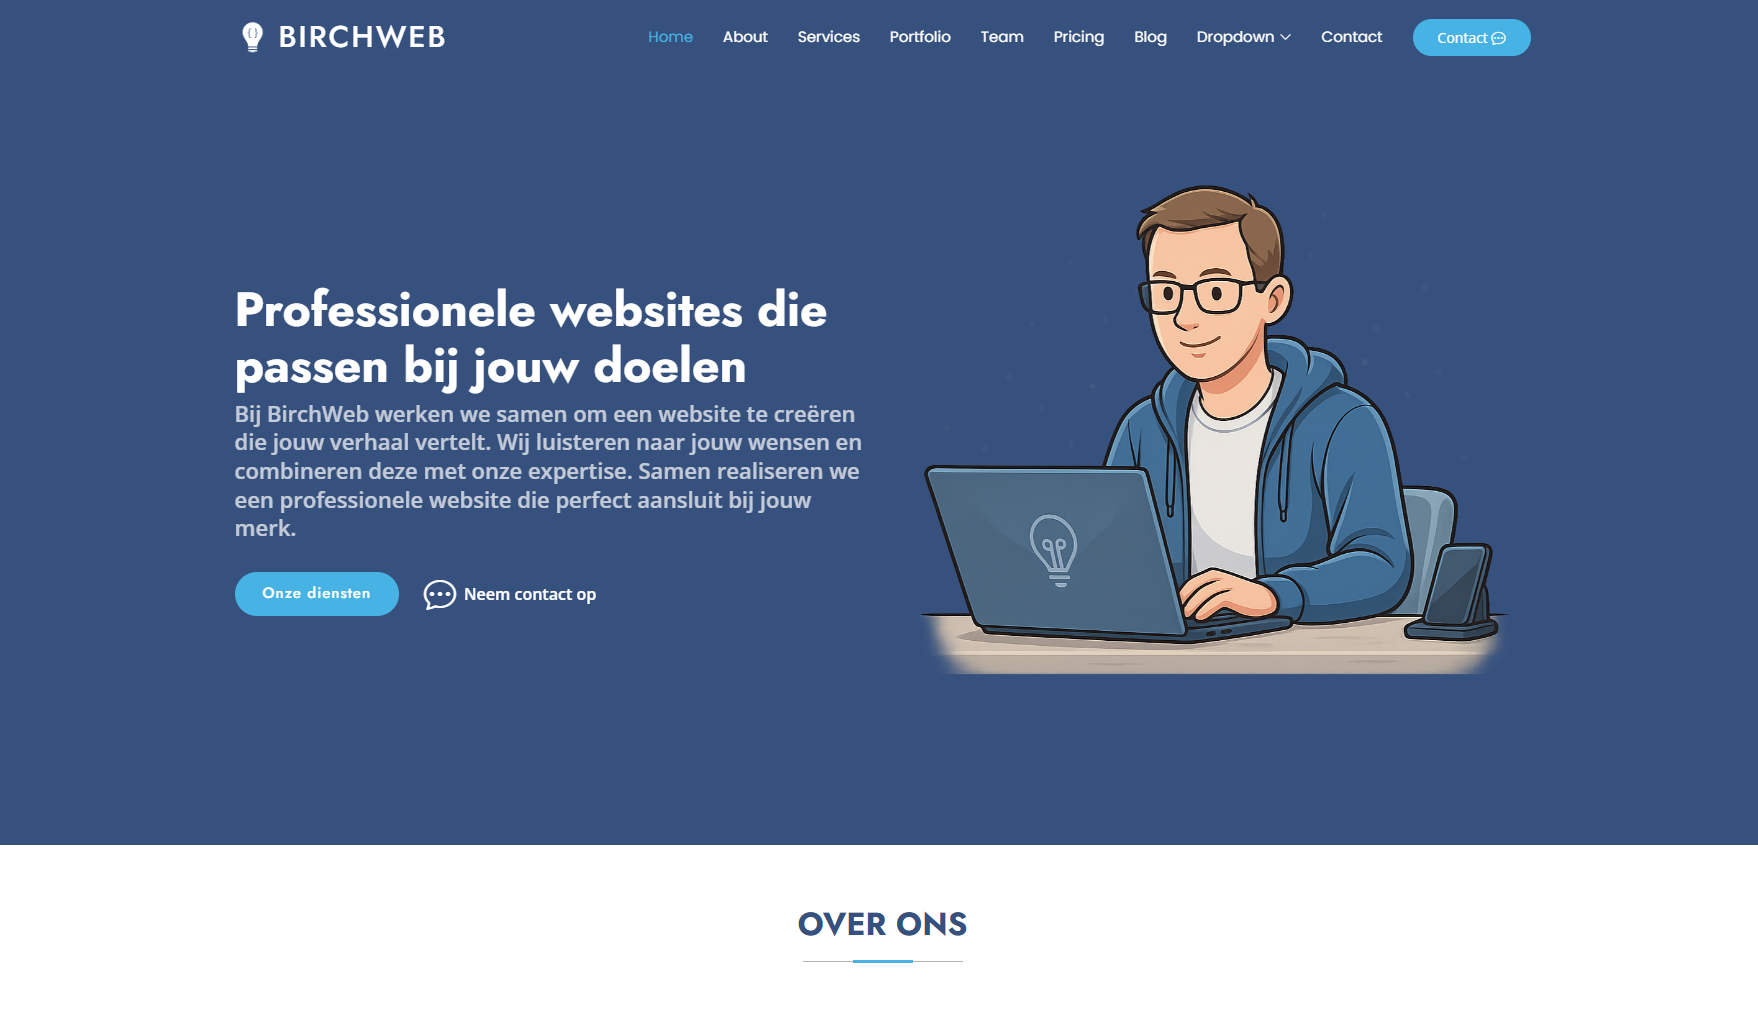 BIRCHWEB
Home About Services Portfolio Team Pricing Blog Dropdown Contact Contact
Professionele websites die
passen bij jouw doelen
Bij BirchWeb werken we samen om een website te creëren
die jouw verhaal vertelt. Wij luisteren naar jouw wensen en
combineren deze met onze expertise. Samen realiseren we
een professionele website die perfect aansluit bij jouw
merk.
Onze diensten Neem contact op
OVER ONS